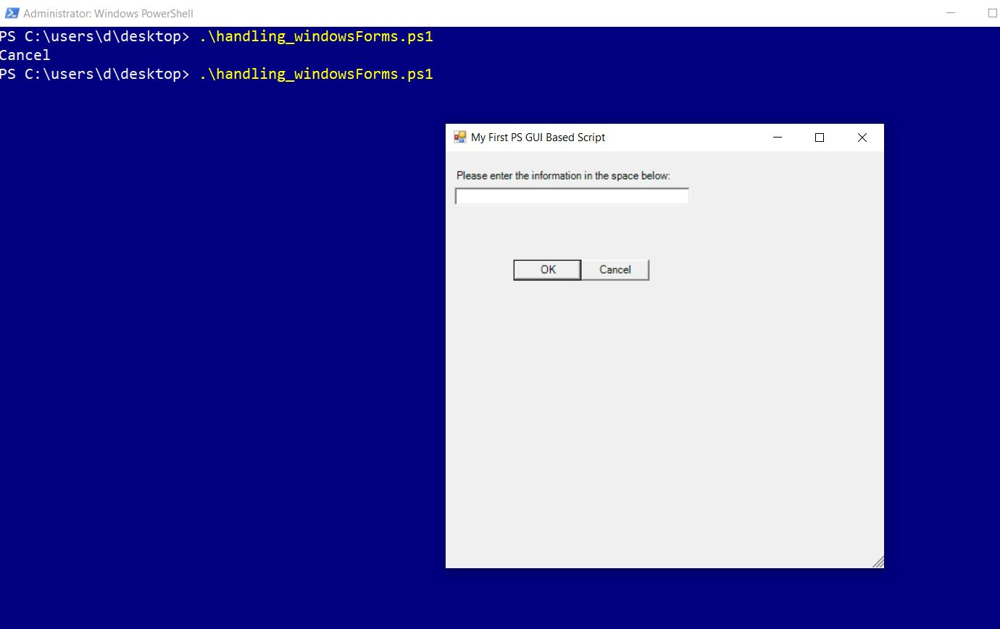 Administrator: Windows PowerShell
PS C:\users\d\desktop> .\handling_windowsForms.ps1
Cancel
PS C:\users\d\desktop> .\handling_windowsForms.ps1
My First PS GUI Based Script
Please enter the information in the space below:
OK Cancel